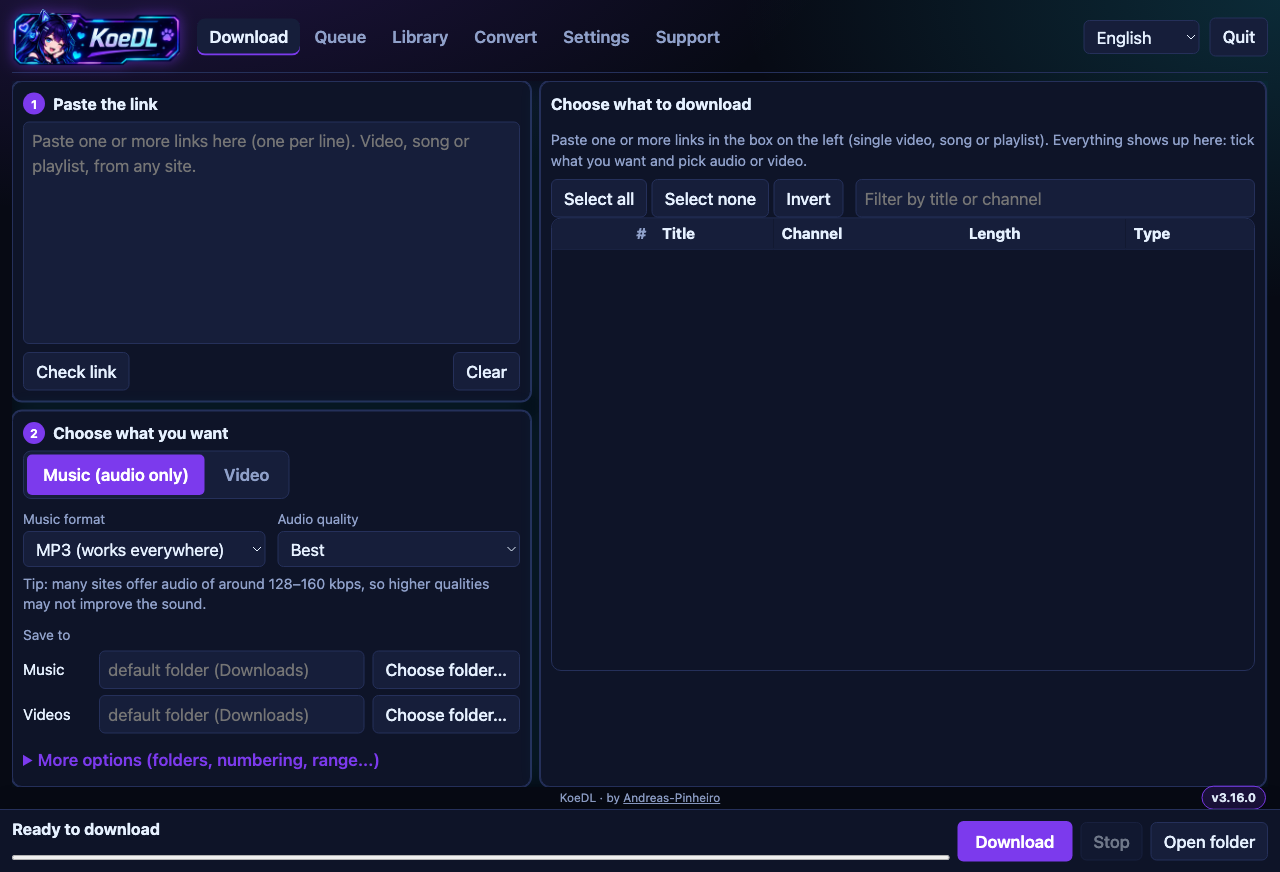 KoeDL
Download
Queue
Library
Convert
Settings
Support
English
Quit
1 Paste the link
Paste one or more links here (one per line). Video, song or
playlist, from any site.
Check link
Clear
2 Choose what you want
Music (audio only)
Video
Music format
Audio quality
MP3 (works everywhere)
Best
Tip: many sites offer audio of around 128–160 kbps, so higher qualities
may not improve the sound.
Save to
Music
default folder (Downloads)
Choose folder...
Videos
default folder (Downloads)
Choose folder...
More options (folders, numbering, range...)
Choose what to download
Paste one or more links in the box on the left (single video, song or playlist). Everything shows up here: tick
what you want and pick audio or video.
Select all
Select none
Invert
Filter by title or channel
# Title Channel Length Type
KoeDL · by Andreas-Pinheiro
v3.16.0
Ready to download
Download
Stop
Open folder